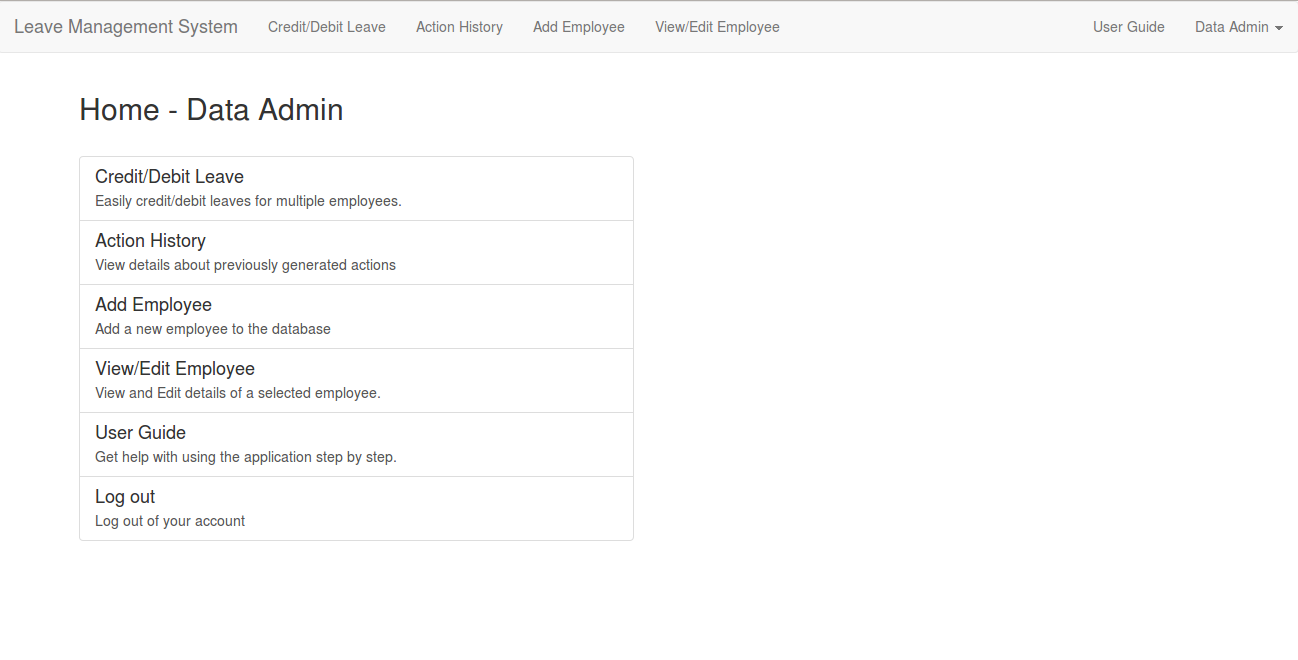 Leave Management System Credit/Debit Leave Action History Add Employee View/Edit Employee User Guide Data Admin
Home - Data Admin
Credit/Debit Leave
Easily credit/debit leaves for multiple employees.
Action History
View details about previously generated actions
Add Employee
Add a new employee to the database
View/Edit Employee
View and Edit details of a selected employee.
User Guide
Get help with using the application step by step.
Log out
Log out of your account